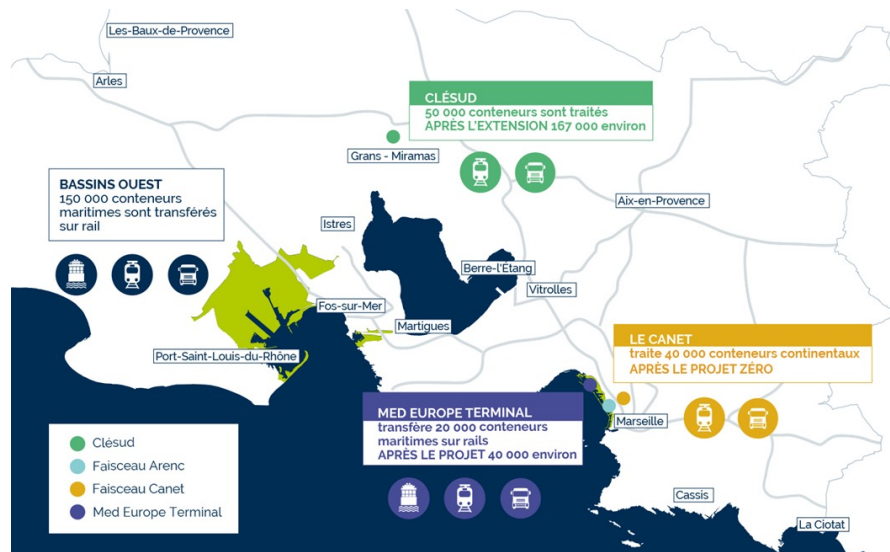 Les-Baux-de-Provence
Arles
CLÉSUD
50 000 conteneurs sont traités
APRÈS L'EXTENSION 167 000 environ
Grans - Miramas
BASSINS OUEST
150 000 conteneurs
maritimes sont transférés
sur rail
Aix-en-Provence
Istres
Berre-l'Étang
Vitrolles
Fos-sur-Mer
Martigues
Port-Saint-Louis-du-Rhône
LE CANET
traite 40 000 conteneurs continentaux
APRÈS LE PROJET ZÉRO
MED EUROPE TERMINAL
transfère 20 000 conteneurs
maritimes sur rails
APRÈS LE PROJET 40 000 environ
Marseille
Clésud
Faisceau Arenc
Faisceau Canet
Med Europe Terminal
Cassis
La Ciotat